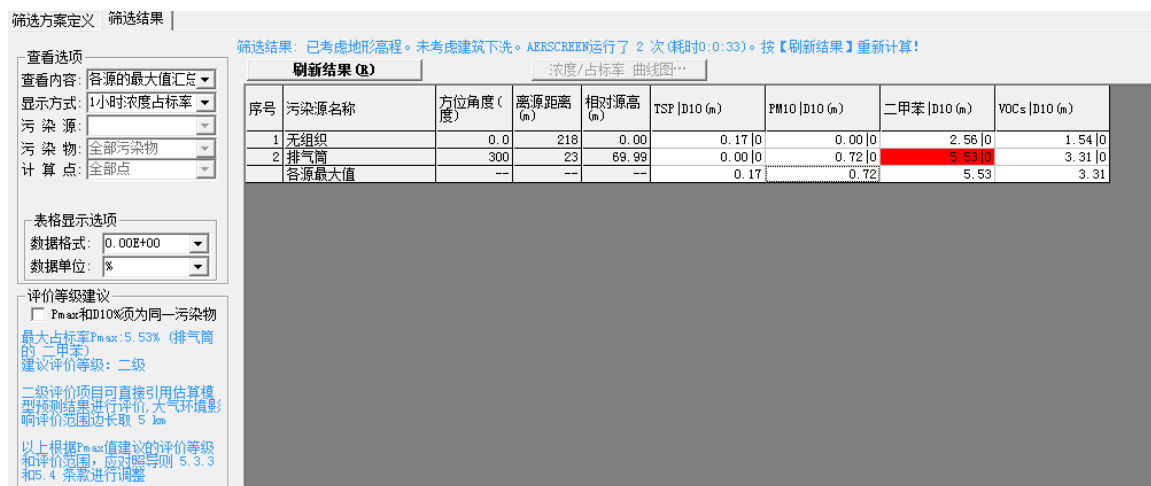 筛选方案定义 筛选结果
筛选结果: 已考虑地形高程。未考虑建筑下洗。AERSCREEN运行了 2 次(耗时0:0:33)。按【刷新结果】重新计算!
刷新结果(R) 浓度/占标率 曲线图…
查看选项
查看内容: 各源的最大值汇总
显示方式: 1小时浓度占标率
污 染 源:
污 染 物: 全部污染物
计 算 点: 全部点
表格显示选项
数据格式: 0.00E+00
数据单位: %
评价等级建议
Pmax和D10%须为同一污染物
最大占标率Pmax:5.53% (排气筒
的 二甲苯)
建议评价等级: 二级
二级评价项目可直接引用估算模
型预测结果进行评价,大气环境影
响评价范围边长取 5 km
以上根据Pmax值建议的评价等级
和评价范围,应对照导则 5.3.3
和5.4 条款进行调整
序号 污染源名称 方位角度(度) 离源距离(m) 相对源高(m) TSP|D10(m) PM10|D10(m) 二甲苯|D10(m) VOCs|D10(m)
1 无组织 0.0 218 0.00 0.17|0 0.00|0 2.56|0 1.54|0
2 排气筒 300 23 69.99 0.00|0 0.72|0 5.53|0 3.31|0
各源最大值 -- -- -- 0.17 0.72 5.53 3.31